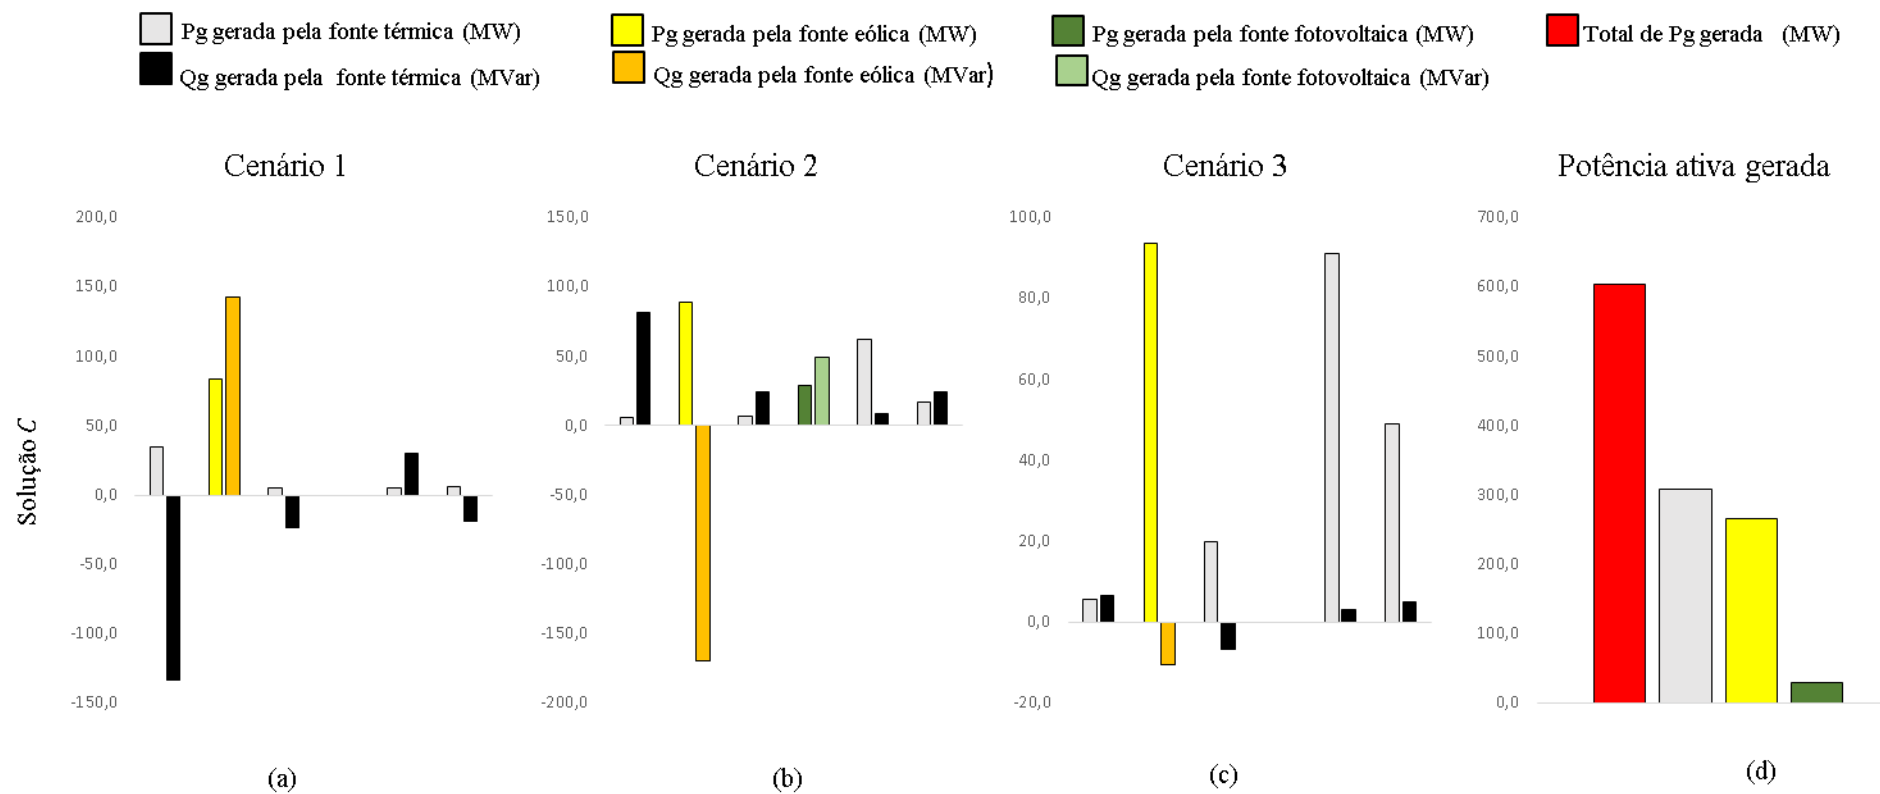 Pg gerada pela fonte térmica (MW)
Pg gerada pela fonte eólica (MW)
Pg gerada pela fonte fotovoltaica (MW)
Total de Pg gerada (MW)
Qg gerada pela fonte térmica (MVar)
Qg gerada pela fonte eólica (MVar)
Qg gerada pela fonte fotovoltaica (MVar)
Cenário 1
Cenário 2
Cenário 3
Potência ativa gerada
Solução C
200,0
150,0
100,0
50,0
0,0
-50,0
-100,0
-150,0
150,0
100,0
50,0
0,0
-50,0
-100,0
-150,0
-200,0
100,0
80,0
60,0
40,0
20,0
0,0
-20,0
700,0
600,0
500,0
400,0
300,0
200,0
100,0
0,0
(a)
(b)
(c)
(d)